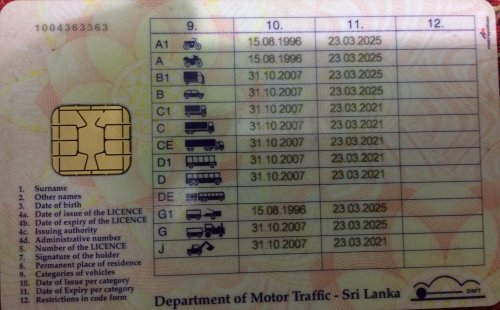 1004363363
9. 10. 11. 12.
A1 15.08.1996 23.03.2025
A 15.08.1996 23.03.2025
B1 31.10.2007 23.03.2025
B 31.10.2007 23.03.2025
C1 31.10.2007 23.03.2021
C 31.10.2007 23.03.2021
CE 31.10.2007 23.03.2021
D1 31.10.2007 23.03.2021
D 31.10.2007 23.03.2021
DE
G1 15.08.1996 23.03.2025
G 31.10.2007 23.03.2025
J 31.10.2007 23.03.2021
1. Surname
2. Other names
3. Date of birth
4a. Date of issue of the LICENCE
4b. Date of expiry of the LICENCE
4c. Issuing authority
4d. Administrative number
5. Number of the LICENCE
7. Signature of the holder
8. Permanent place of residence
9. Categories of vehicles
10. Date of Issue per category
11. Date of Expiry per category
12. Restrictions in code form
Department of Motor Traffic - Sri Lanka
DMT